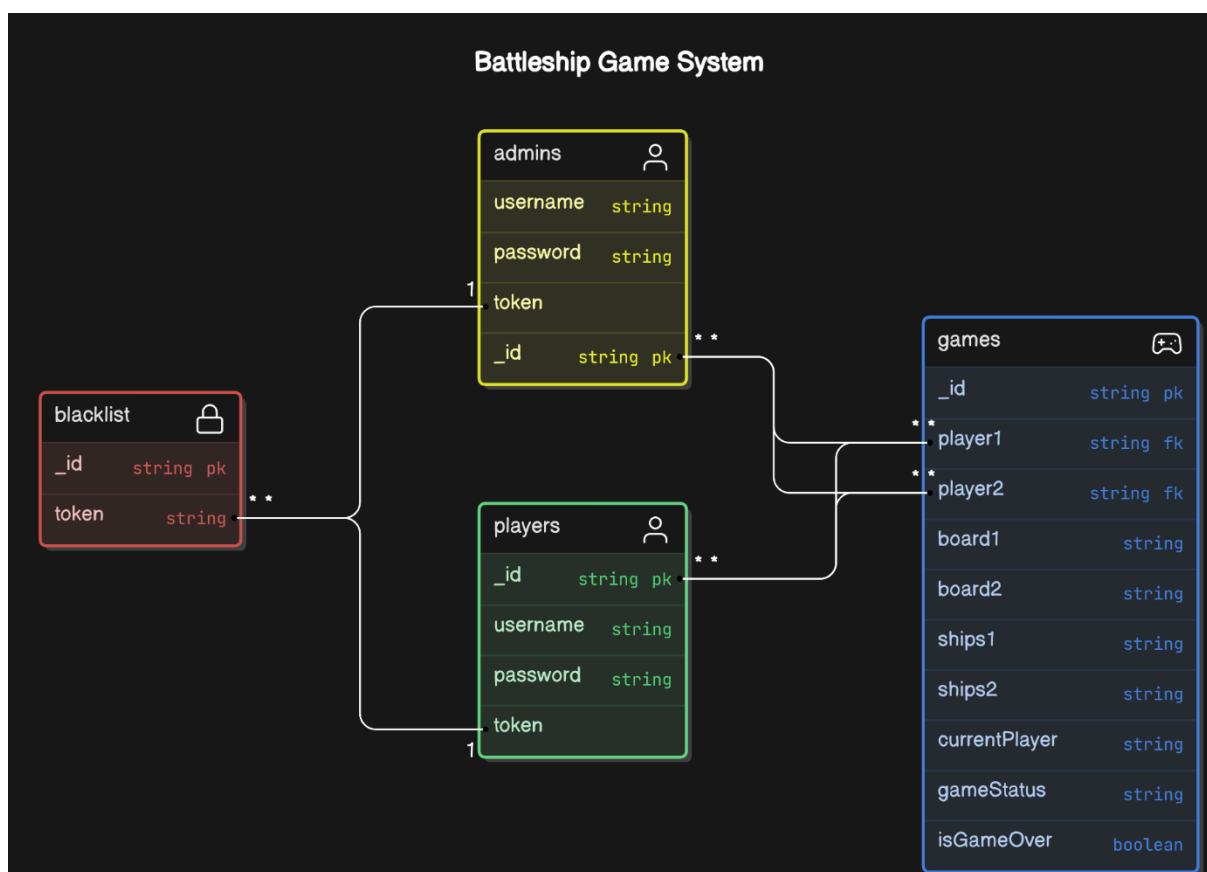 Battleship Game System
admins
username string
password string
token
_id string pk
blacklist
_id string pk
token string
players
_id string pk
username string
password string
token
games
_id string pk
player1 string fk
player2 string fk
board1 string
board2 string
ships1 string
ships2 string
currentPlayer string
gameStatus string
isGameOver boolean
1
1
* *
* *
* *
* *
* *